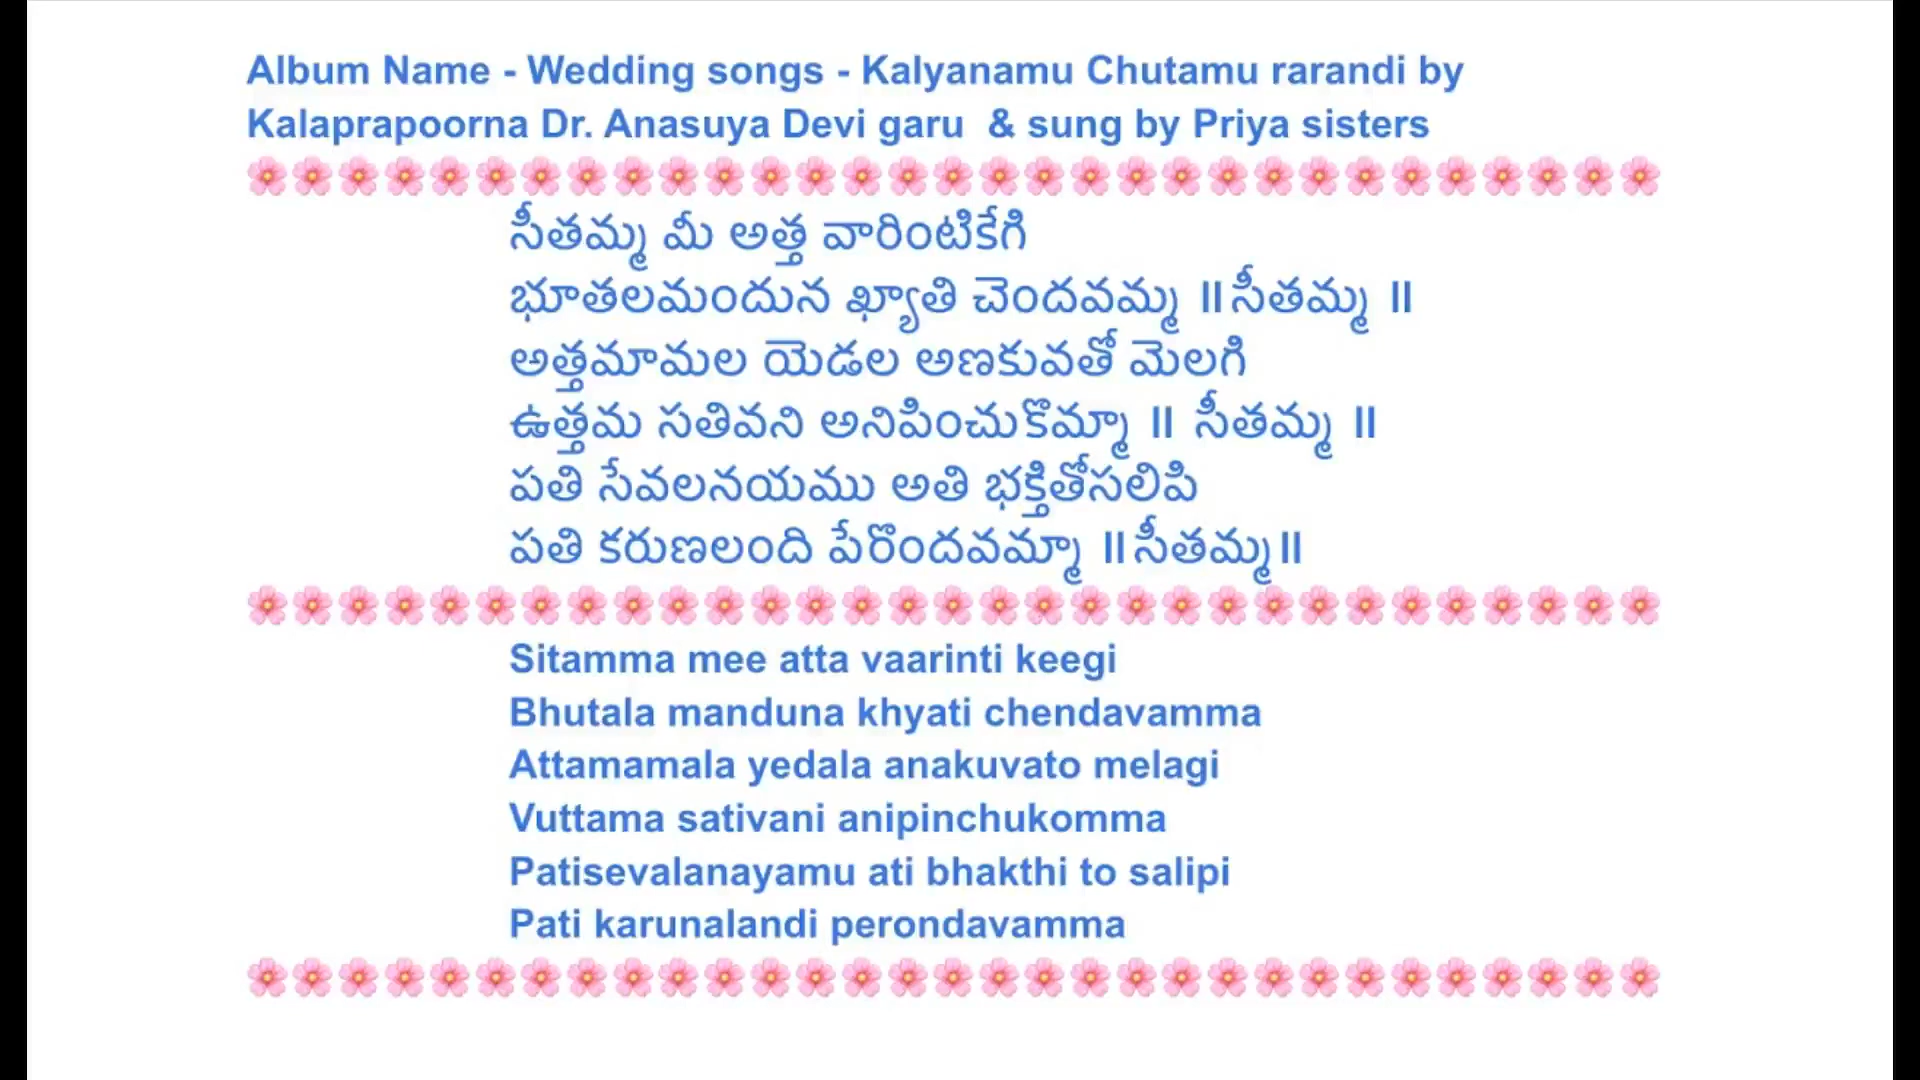 Album Name - Wedding songs - Kalyanamu Chutamu rarandi by
Kalaprapoorna Dr. Anasuya Devi garu & sung by Priya sisters
సీతమ్మ మీ అత్త వారింటికేగి
భూతలమందున ఖ్యాతి చెందవమ్మ ॥సీతమ్మ ॥
అత్తమామల యెడల అణకువతో మెలగి
ఉత్తమ సతివని అనిపించుకొమ్మా ॥ సీతమ్మ ॥
పతి సేవలనయము అతి భక్తితోసలిపి
పతి కరుణలంది పేరొందవమ్మా ॥సీతమ్మ॥
Sitamma mee atta vaarinti keegi
Bhutala manduna khyati chendavamma
Attamamala yedala anakuvato melagi
Vuttama sativani anipinchukomma
Patisevalanayamu ati bhakthi to salipi
Pati karunalandi perondavamma